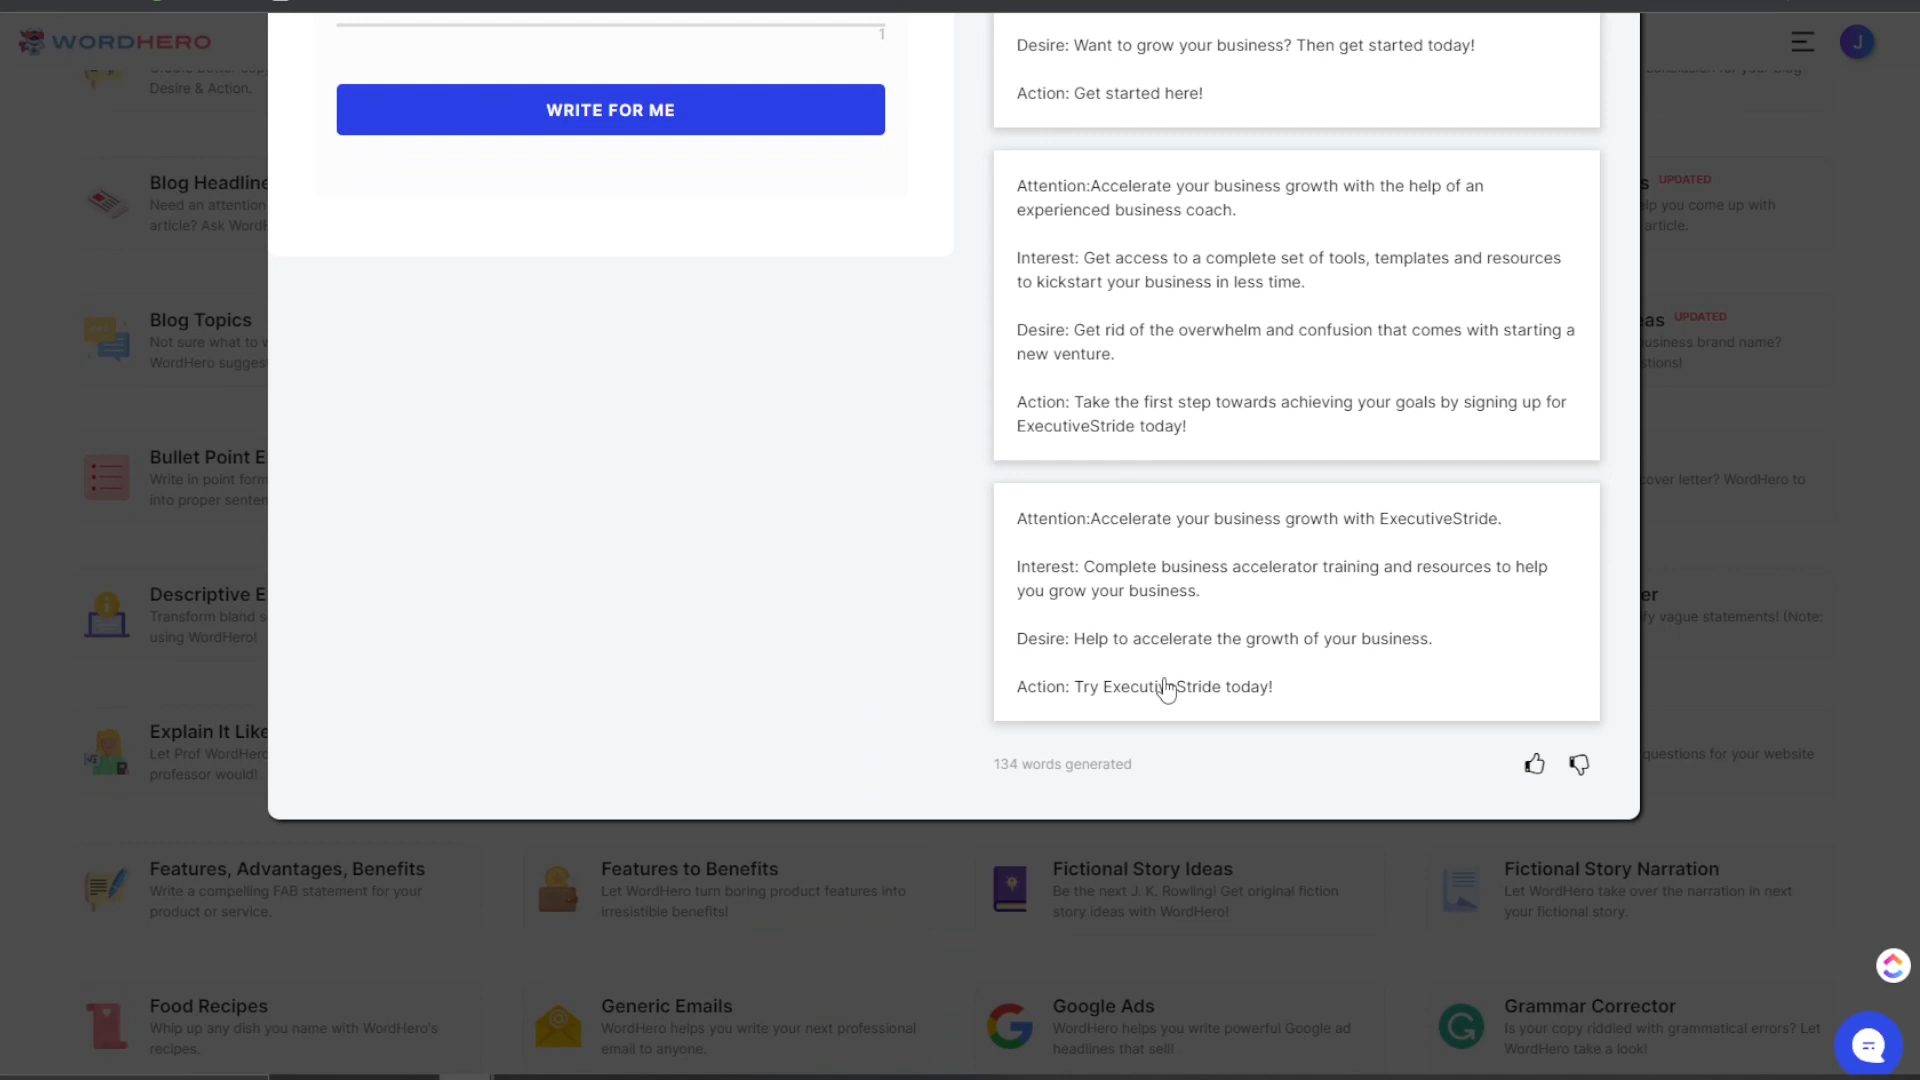 WORDHERO
J
Desire & Action.
1
WRITE FOR ME
Desire: Want to grow your business? Then get started today!
Action: Get started here!
Attention:Accelerate your business growth with the help of an
experienced business coach.
Interest: Get access to a complete set of tools, templates and resources
to kickstart your business in less time.
Desire: Get rid of the overwhelm and confusion that comes with starting a
new venture.
Action: Take the first step towards achieving your goals by signing up for
ExecutiveStride today!
Attention:Accelerate your business growth with ExecutiveStride.
Interest: Complete business accelerator training and resources to help
you grow your business.
Desire: Help to accelerate the growth of your business.
Action: Try ExecutiveStride today!
134 words generated
Blog Headline
Need an attention
article? Ask WordH
UPDATED
elp you come up with
article.
Blog Topics
Not sure what to w
WordHero sugges
eas UPDATED
business brand name?
stions!
Bullet Point E
Write in point form
into proper senten
cover letter? WordHero to
Descriptive E
Transform bland s
using WordHero!
er
fy vague statements! (Note:
Explain It Like
Let Prof WordHero
professor would!
questions for your website
Features, Advantages, Benefits
Write a compelling FAB statement for your
product or service.
Features to Benefits
Let WordHero turn boring product features into
irresistible benefits!
Fictional Story Ideas
Be the next J. K. Rowling! Get original fiction
story ideas with WordHero!
Fictional Story Narration
Let WordHero take over the narration in next
your fictional story.
Food Recipes
Whip up any dish you name with WordHero's
recipes.
Generic Emails
WordHero helps you write your next professional
email to anyone.
Google Ads
WordHero helps you write powerful Google ad
headlines that sell!
Grammar Corrector
Is your copy riddled with grammatical errors? Let
WordHero take a look!